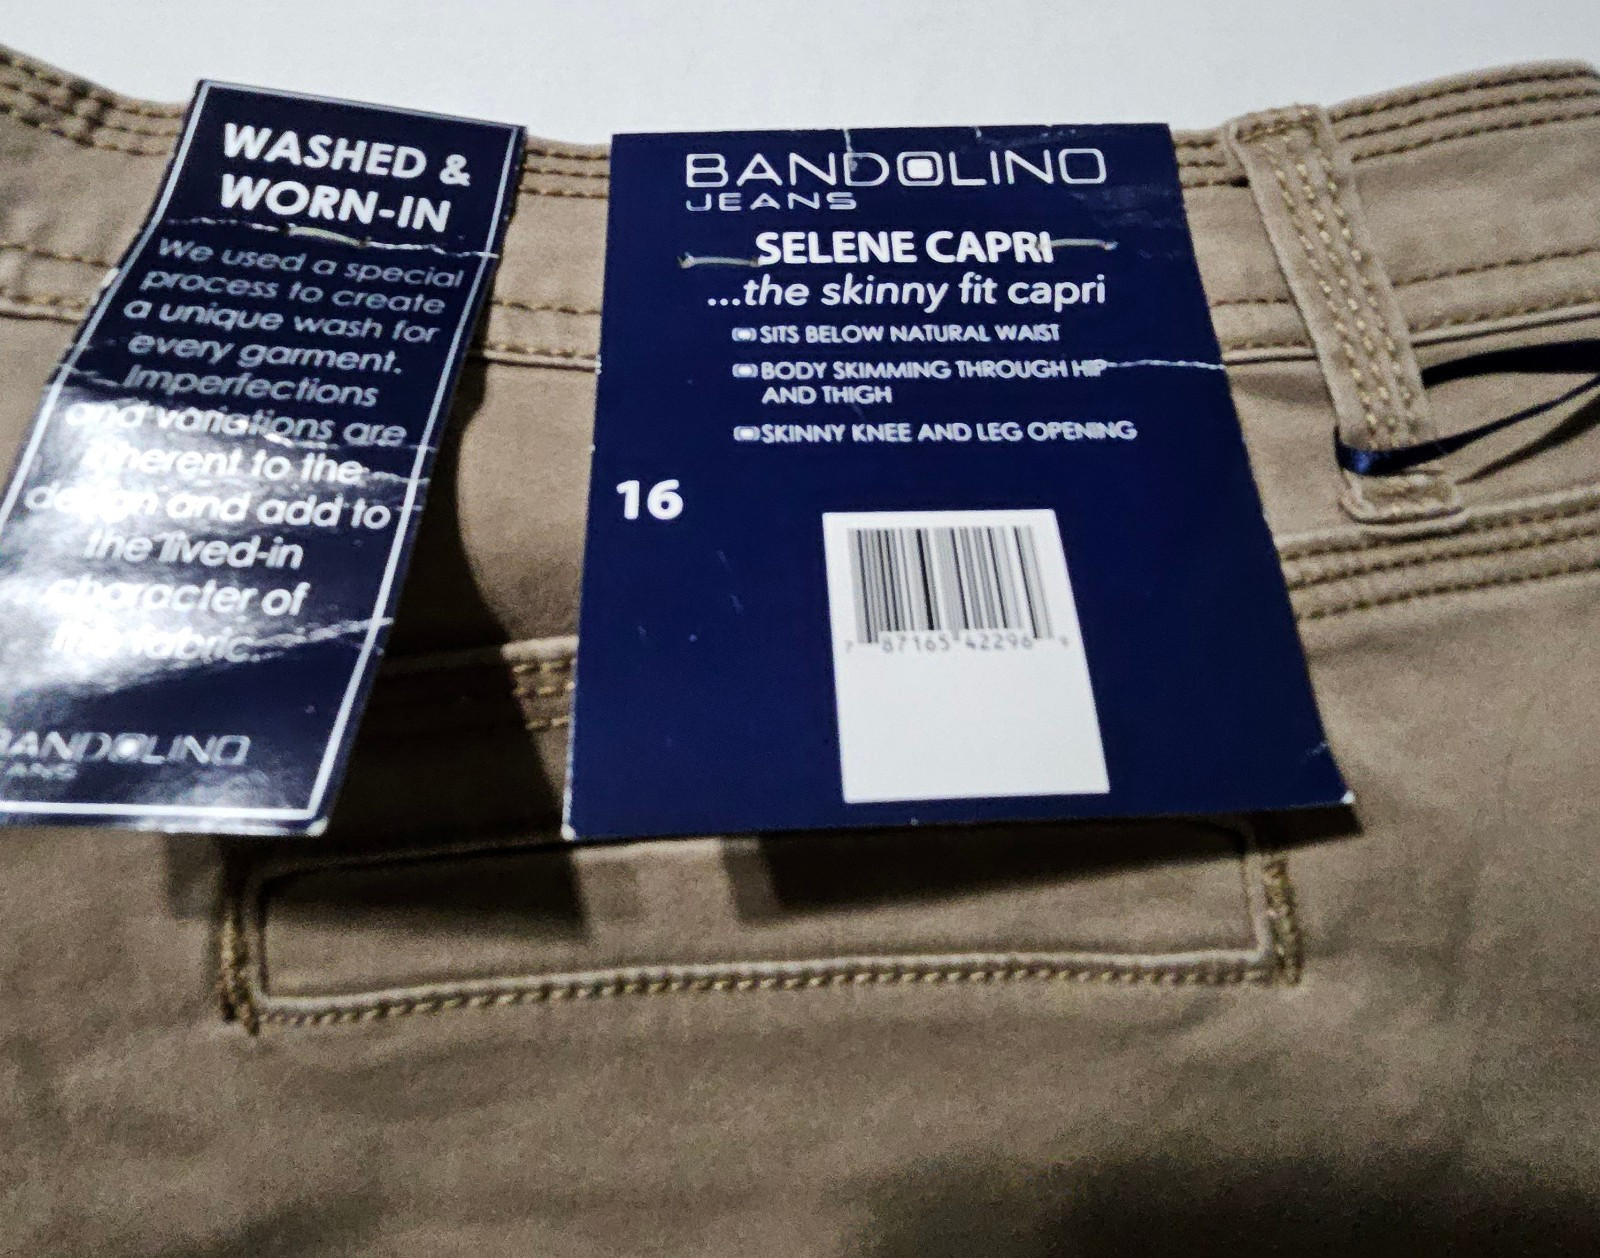 WASHED &
WORN-IN
We used a special
process to create
a unique wash for
every garment.
Imperfections
and variations are
inherent to the
design and add to
the lived-in
character of
the fabric.
BANDOLINO
JEANS
BANDOLINO
JEANS
SELENE CAPRI
...the skinny fit capri
SITS BELOW NATURAL WAIST
BODY SKIMMING THROUGH HIP
AND THIGH
SKINNY KNEE AND LEG OPENING
16
7 87165 42296